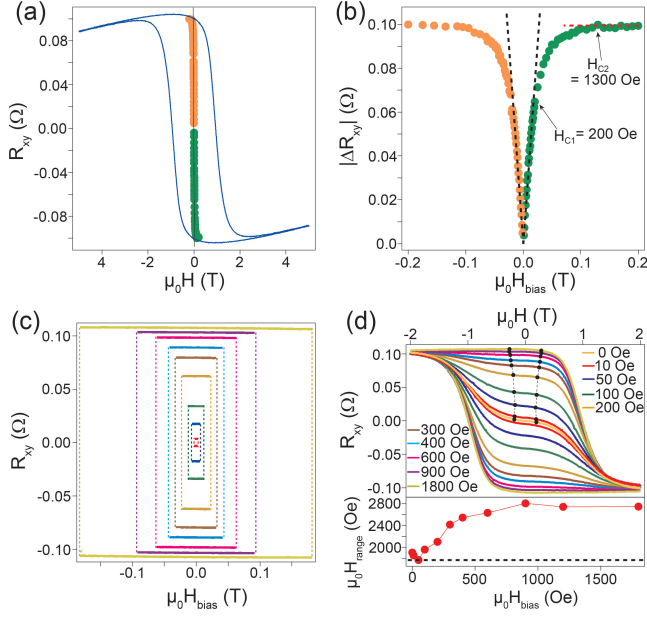 (a)
R_xy (Ω)
0.08
0.04
0.00
-0.04
-0.08
-4 -2 0 2 4
μ₀H (T)
(b)
|ΔR_xy| (Ω)
0.10
0.08
0.06
0.04
0.02
0.0
H_C2
= 1300 Oe
H_C1 = 200 Oe
-0.2 -0.1 0.0 0.1 0.2
μ₀H_bias (T)
(c)
R_xy (Ω)
0.10
0.05
0.00
-0.05
-0.10
-0.1 0.0 0.1
μ₀H_bias (T)
(d)
μ₀H (T)
-2 -1 0 1 2
R_xy (Ω)
0.10
0.05
0.00
-0.05
-0.10
0 Oe
10 Oe
50 Oe
100 Oe
200 Oe
300 Oe
400 Oe
600 Oe
900 Oe
1800 Oe
μ₀H_range
(Oe)
2800
2400
2000
0 500 1000 1500
μ₀H_bias (Oe)